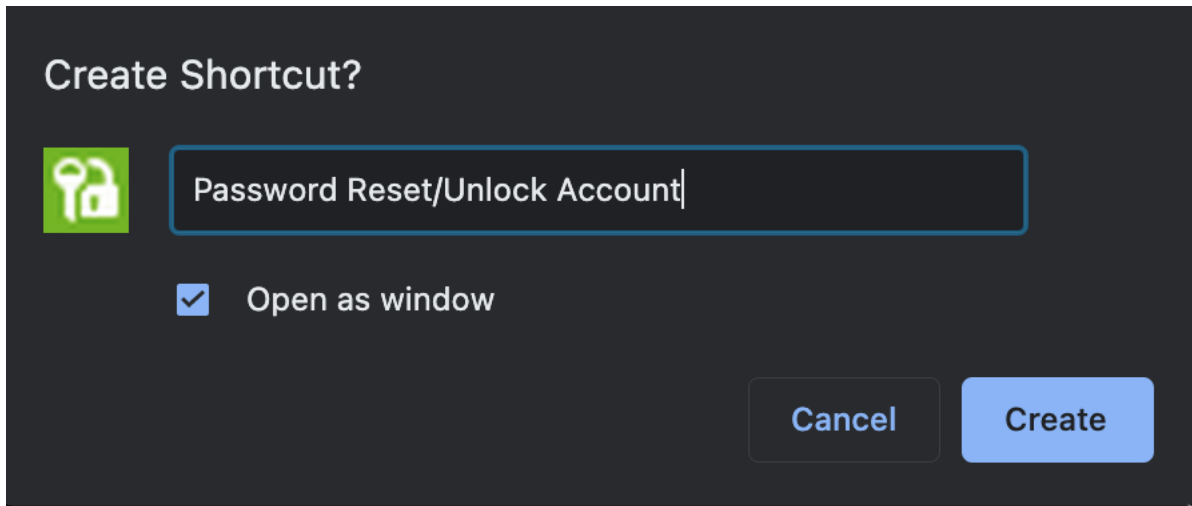 Create Shortcut?
Password Reset/Unlock Account
Open as window
Cancel
Create